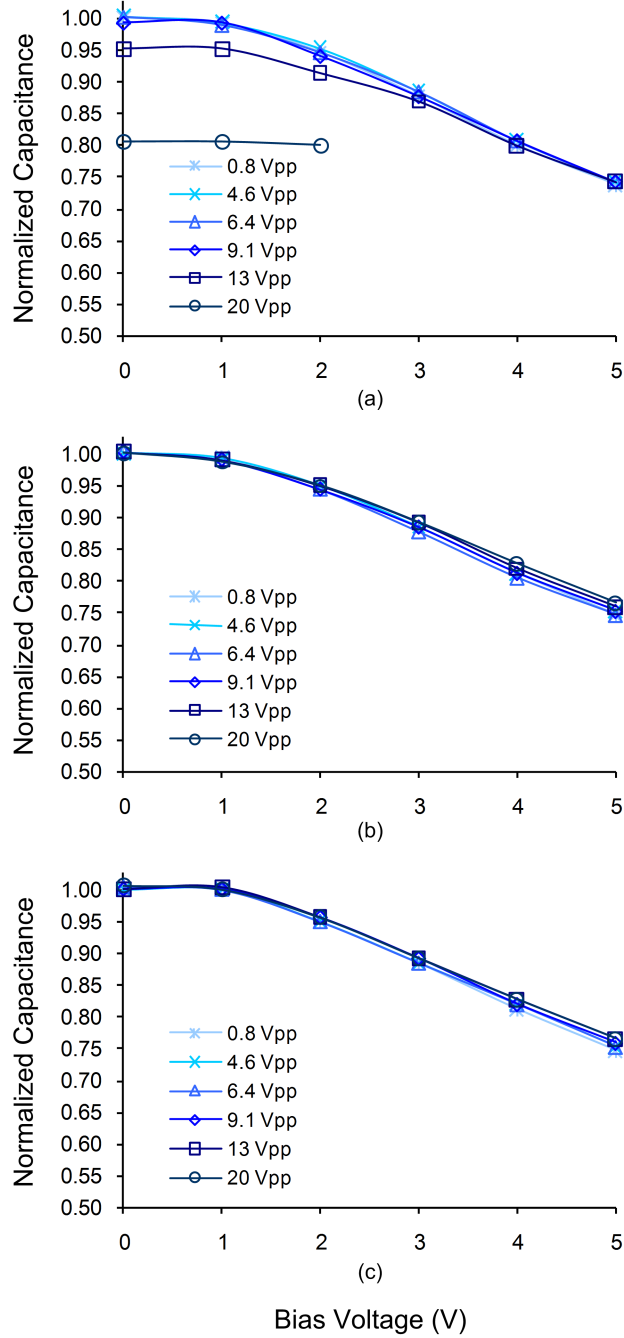 Normalized Capacitance
1.00
0.95
0.90
0.85
0.80
0.75
0.70
0.65
0.60
0.55
0.50
0.8 Vpp
4.6 Vpp
6.4 Vpp
9.1 Vpp
13 Vpp
20 Vpp
0 1 2 3 4 5
(a)
Normalized Capacitance
1.00
0.95
0.90
0.85
0.80
0.75
0.70
0.65
0.60
0.55
0.50
0.8 Vpp
4.6 Vpp
6.4 Vpp
9.1 Vpp
13 Vpp
20 Vpp
0 1 2 3 4 5
(b)
Normalized Capacitance
1.00
0.95
0.90
0.85
0.80
0.75
0.70
0.65
0.60
0.55
0.50
0.8 Vpp
4.6 Vpp
6.4 Vpp
9.1 Vpp
13 Vpp
20 Vpp
0 1 2 3 4 5
(c)
Bias Voltage (V)